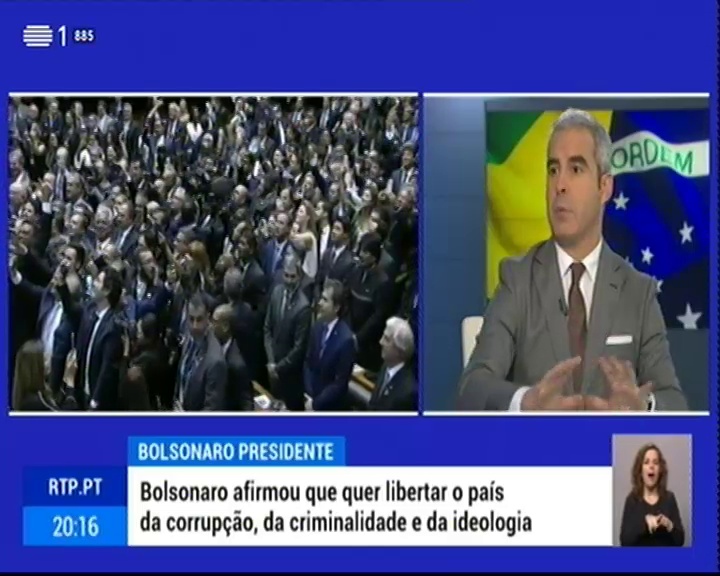 1 885
ORDEM
BOLSONARO PRESIDENTE
RTP.PT
Bolsonaro afirmou que quer libertar o país
20:16
da corrupção, da criminalidade e da ideologia